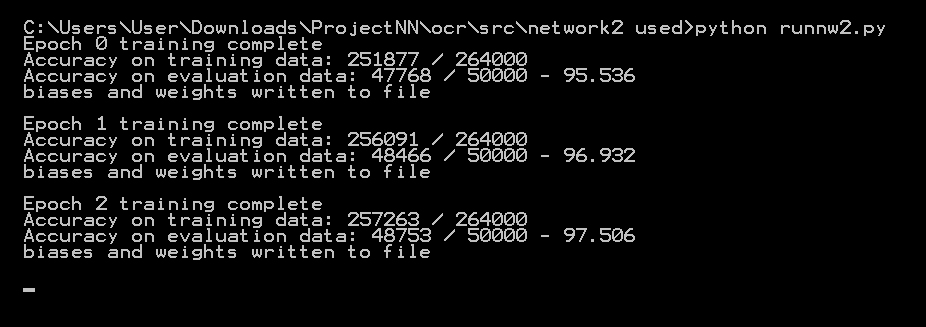 C:\Users\User\Downloads\ProjectNN\ocr\src\network2 used>python runnw2.py
Epoch 0 training complete
Accuracy on training data: 251877 / 264000
Accuracy on evaluation data: 47768 / 50000 - 95.536
biases and weights written to file
Epoch 1 training complete
Accuracy on training data: 256091 / 264000
Accuracy on evaluation data: 48466 / 50000 - 96.932
biases and weights written to file
Epoch 2 training complete
Accuracy on training data: 257263 / 264000
Accuracy on evaluation data: 48753 / 50000 - 97.506
biases and weights written to file